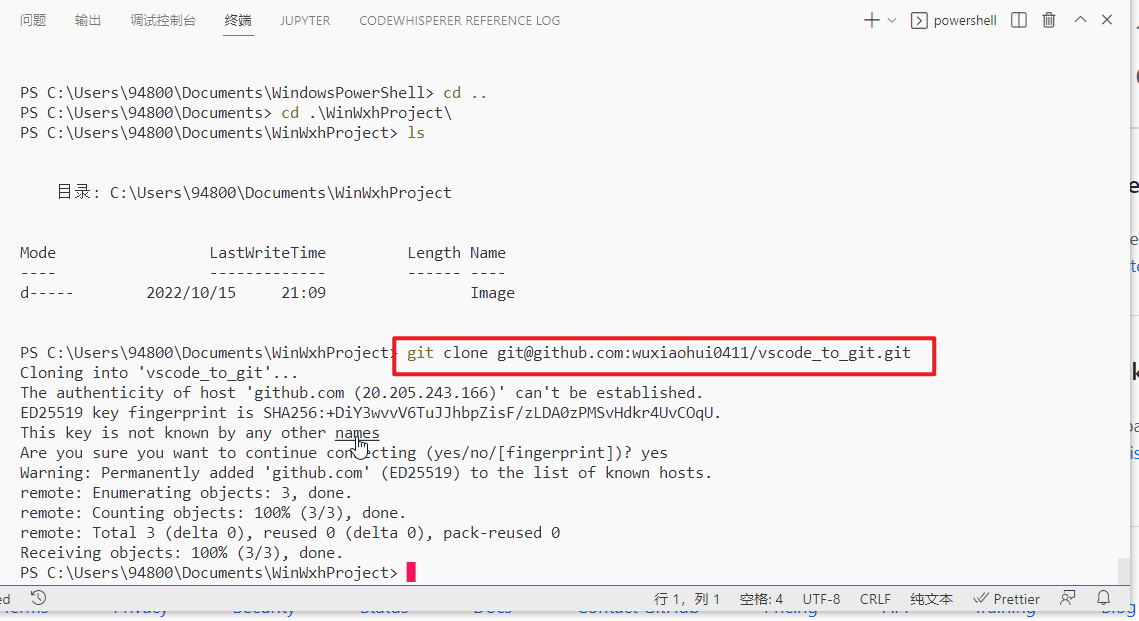 问题 输出 调试控制台 终端 JUPYTER CODEWHISPERER REFERENCE LOG powershell
PS C:\Users\94800\Documents\WindowsPowerShell> cd ..
PS C:\Users\94800\Documents> cd .\WinWxhProject\
PS C:\Users\94800\Documents\WinWxhProject> ls
目录: C:\Users\94800\Documents\WinWxhProject
Mode LastWriteTime Length Name
---- ------------- ------ ----
d----- 2022/10/15 21:09 Image
PS C:\Users\94800\Documents\WinWxhProject> git clone git@github.com:wuxiaohui0411/vscode_to_git.git
Cloning into 'vscode_to_git'...
The authenticity of host 'github.com (20.205.243.166)' can't be established.
ED25519 key fingerprint is SHA256:+DiY3wvvV6TuJJhbpZisF/zLDA0zPMSvHdkr4UvCOqU.
This key is not known by any other names
Are you sure you want to continue connecting (yes/no/[fingerprint])? yes
Warning: Permanently added 'github.com' (ED25519) to the list of known hosts.
remote: Enumerating objects: 3, done.
remote: Counting objects: 100% (3/3), done.
remote: Total 3 (delta 0), reused 0 (delta 0), pack-reused 0
Receiving objects: 100% (3/3), done.
PS C:\Users\94800\Documents\WinWxhProject>
行 1，列 1 空格: 4 UTF-8 CRLF 纯文本 Prettier